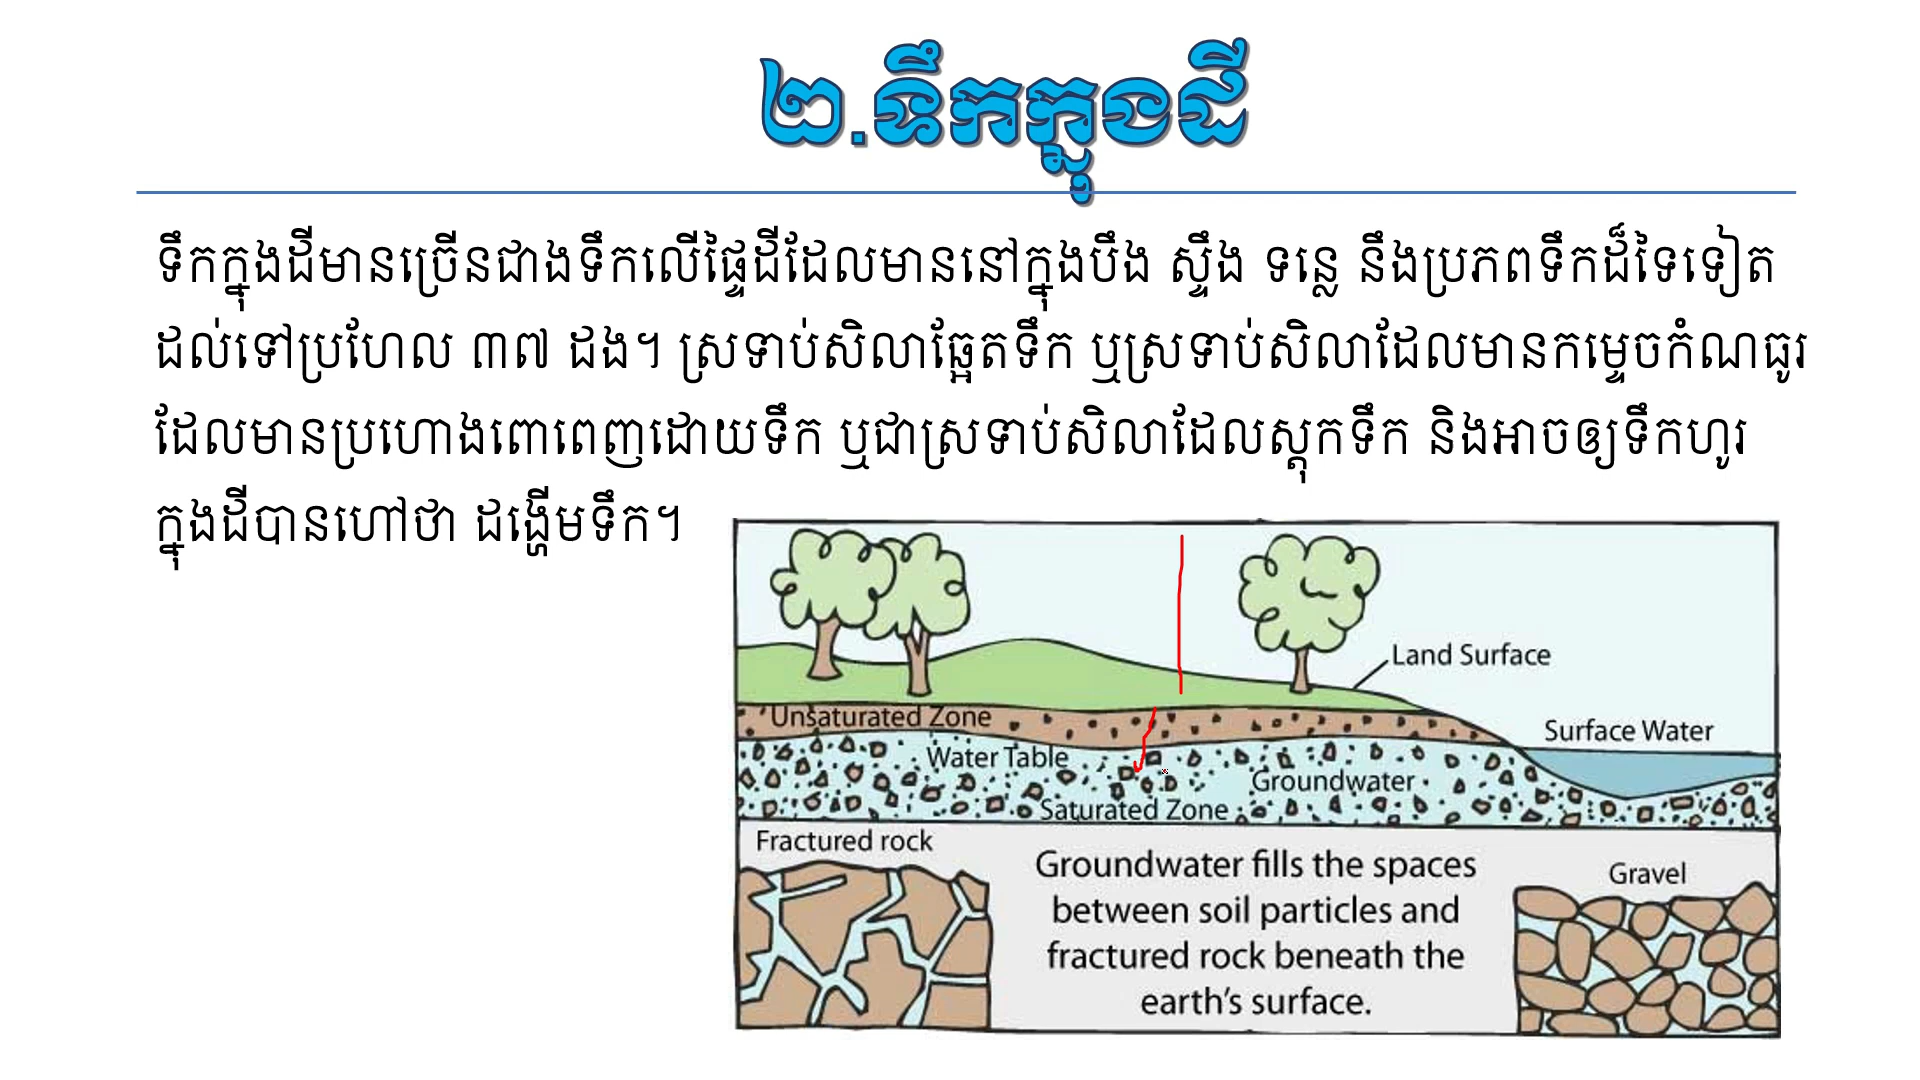 ២.ទឹកក្នុងដី
ទឹកក្នុងដីមានច្រើនជាងទឹកលើផ្ទៃដីដែលមាននៅក្នុងបឹង ស្ទឹង ទន្លេ នឹងប្រភពទឹកដ៏ទៃទៀត
ដល់ទៅប្រហែល ៣៧ ដង។ ស្រទាប់សិលាឆ្អែតទឹក ឬស្រទាប់សិលាដែលមានកម្ទេចកំណធូរ
ដែលមានប្រហោងពោពេញដោយទឹក ឬជាស្រទាប់សិលាដែលស្តុកទឹក និងអាចឲ្យទឹកហូរ
ក្នុងដីបានហៅថា ដង្ហើមទឹក។
Land Surface
Unsaturated Zone
Surface Water
Water Table
Groundwater
Saturated Zone
Fractured rock
Groundwater fills the spaces
between soil particles and
fractured rock beneath the
earth's surface.
Gravel